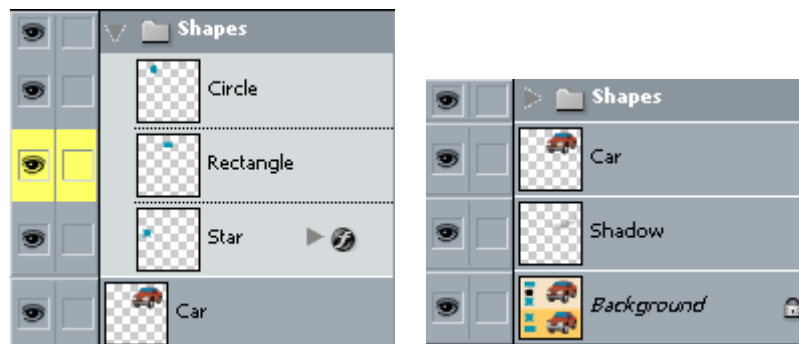 Shapes
Circle
Rectangle
Star
Car
Shapes
Car
Shadow
Background